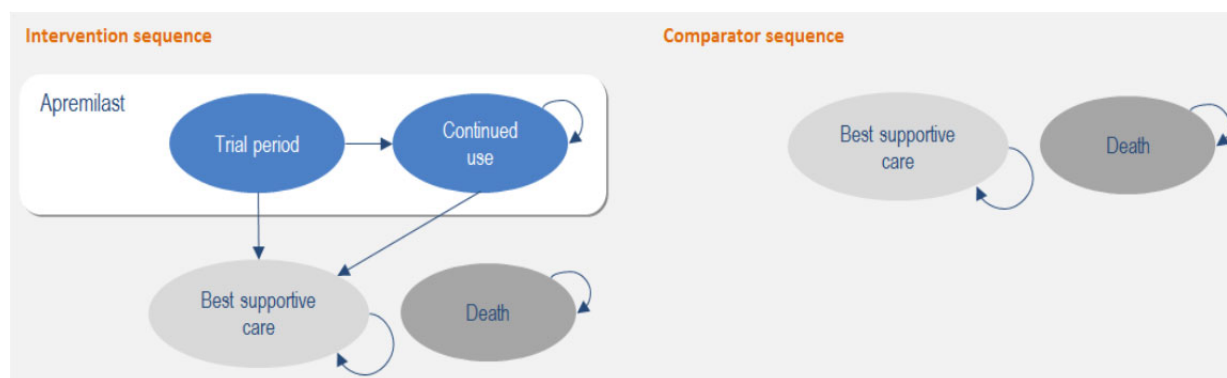 Intervention sequence
Comparator sequence
Apremilast
Trial period
Continued
use
Best supportive
care
Death
Best supportive
care
Death